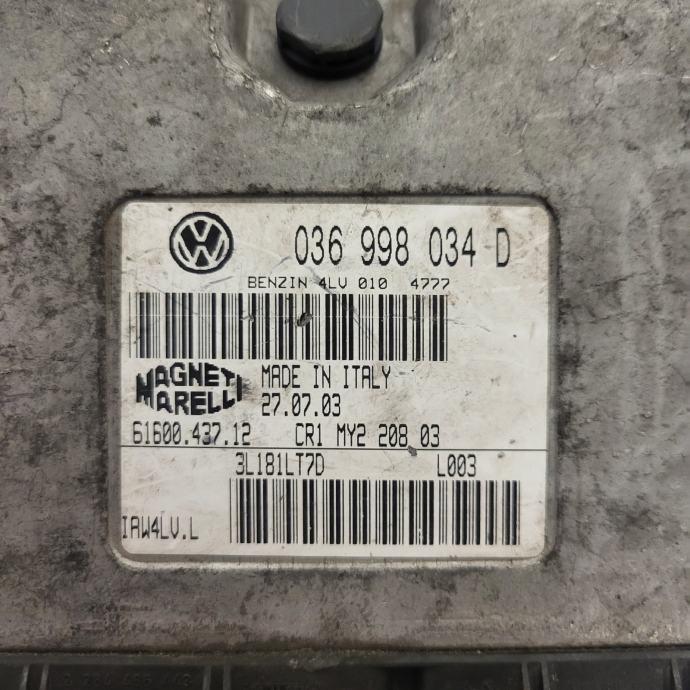 VW 036 998 034 D
BENZIN 4LV 010 4777
MAGNETI MARELLI
MADE IN ITALY
27.07.03
61600.437.12 CR1 MY2 208 03
3L181LT7D L003
IAW4LV.L